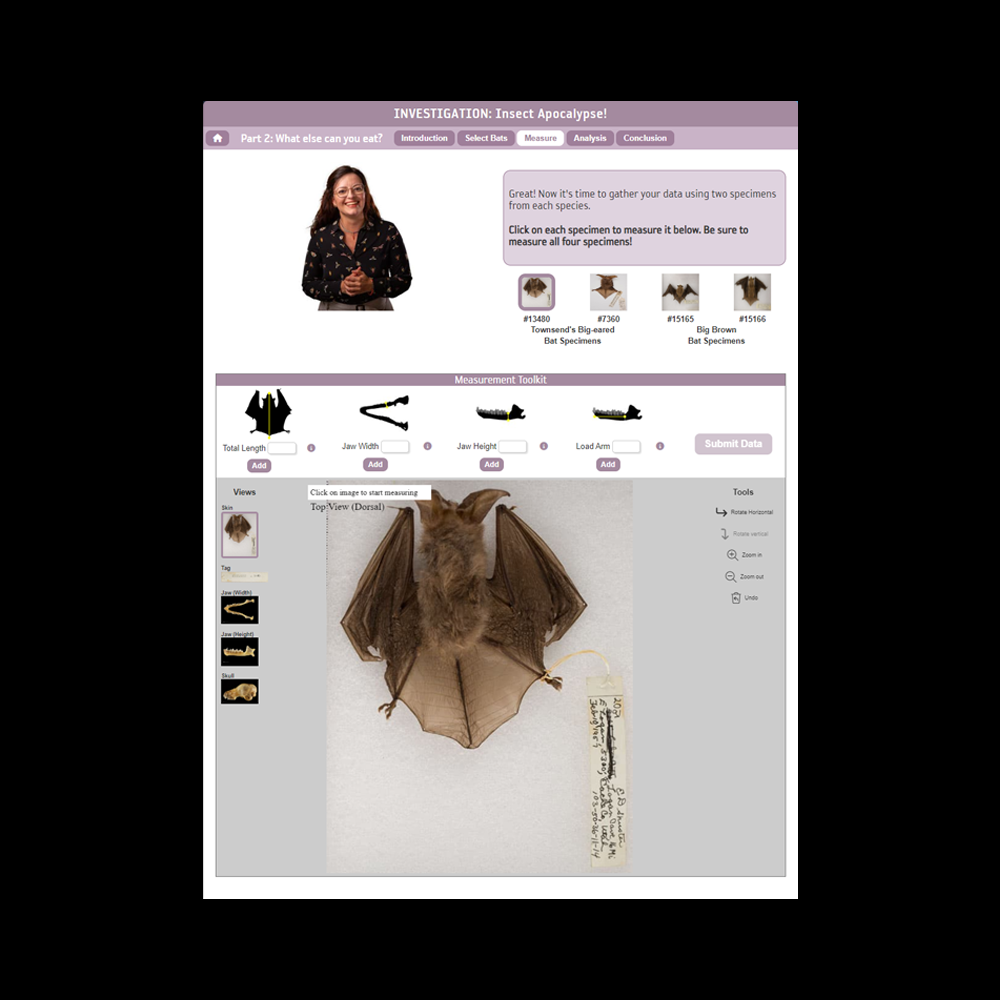 INVESTIGATION: Insect Apocalypse!
Part 2: What else can you eat?
Introduction
Select Bats
Measure
Analysis
Conclusion
Great! Now it's time to gather your data using two specimens
from each species.
Click on each specimen to measure it below. Be sure to
measure all four specimens!
#13480
#7360
#15165
#15166
Townsend's Big-eared
Bat Specimens
Big Brown
Bat Specimens
Measurement Toolkit
Total Length
Jaw Width
Jaw Height
Load Arm
Submit Data
Add
Add
Add
Add
Views
Click on image to start measuring
Tools
Top View (Dorsal)
Skin
Rotate Horizontal
Rotate vertical
Zoom in
Zoom out
Undo
Tag
Jaw (Width)
Jaw (Height)
Skull
Logan Cave